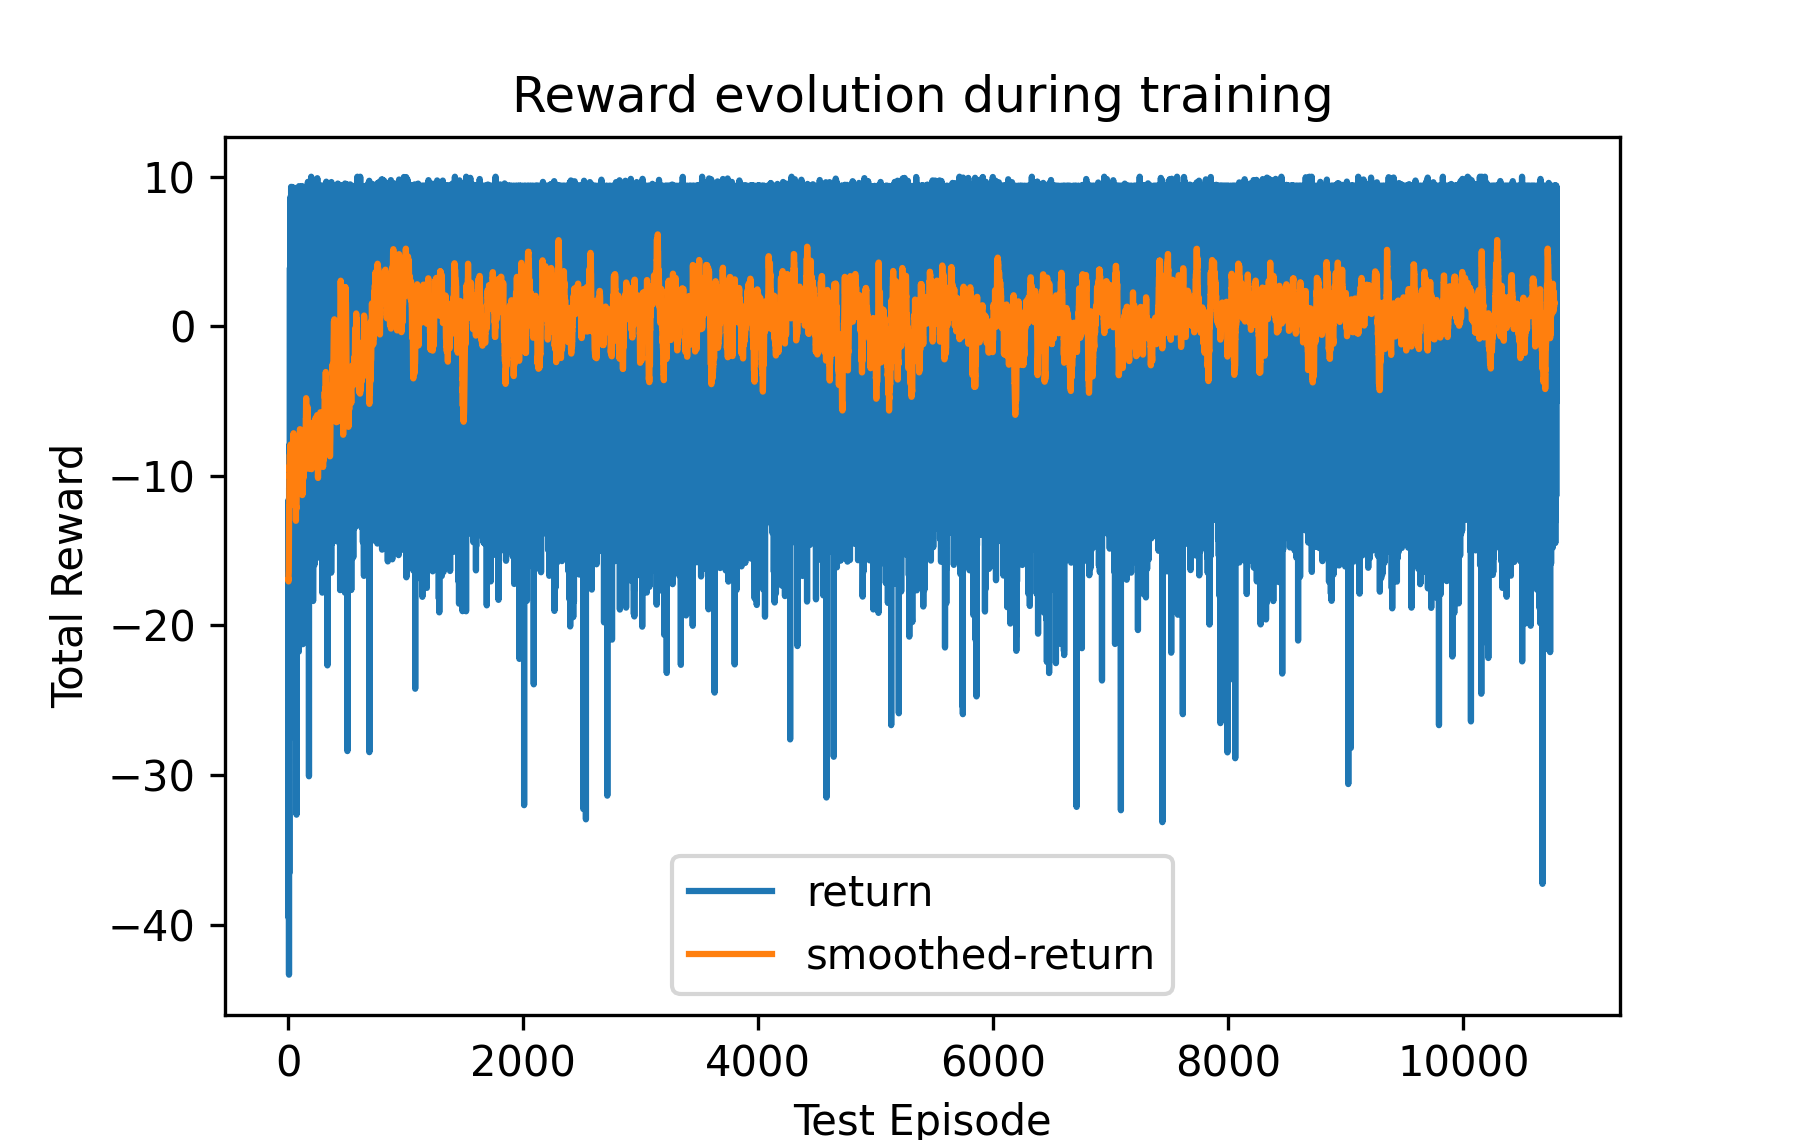 Reward evolution during training
Total Reward
10
0
−10
−20
−30
−40
return
smoothed-return
0 2000 4000 6000 8000 10000
Test Episode